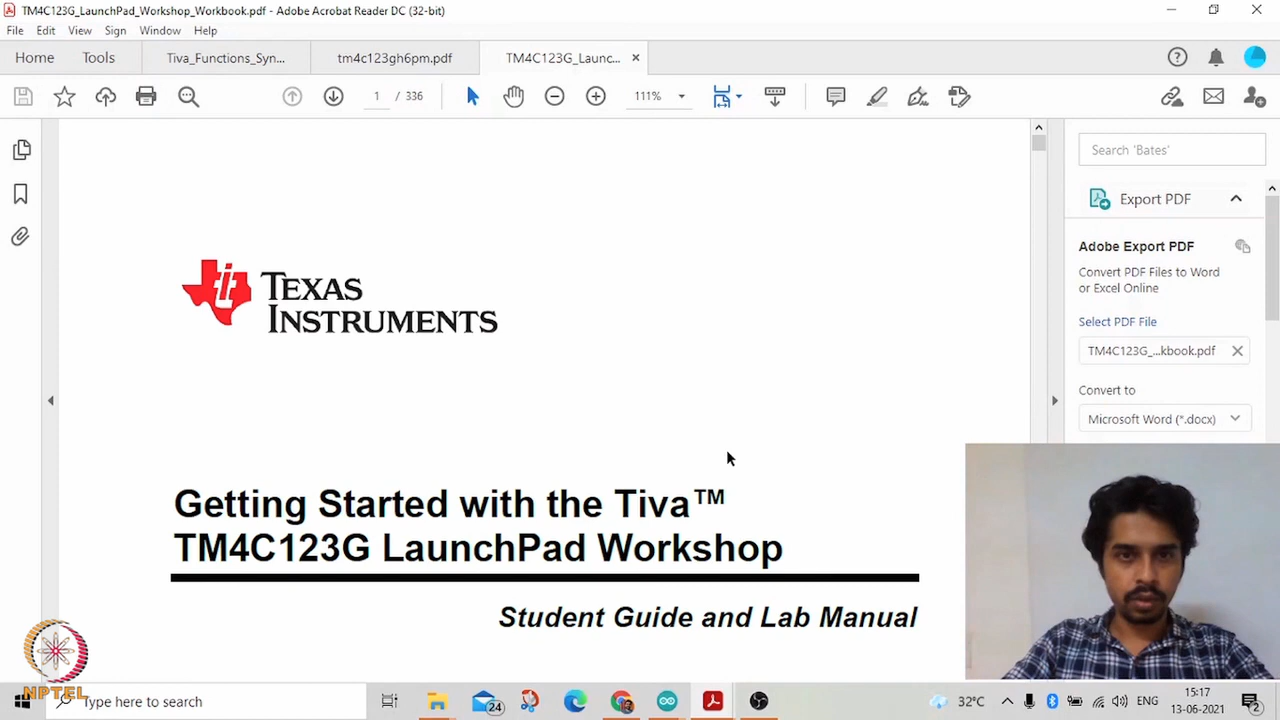 TM4C123G_LaunchPad_Workshop_Workbook.pdf - Adobe Acrobat Reader DC (32-bit)
File Edit View Sign Window Help
Home Tools Tiva_Functions_Syn... tm4c123gh6pm.pdf TM4C123G_Launc...
1 / 336 111%
Search 'Bates'
Export PDF
Adobe Export PDF
Convert PDF Files to Word
or Excel Online
Select PDF File
TM4C123G_...kbook.pdf
Convert to
Microsoft Word (*.docx)
TEXAS
INSTRUMENTS
Getting Started with the Tiva™
TM4C123G LaunchPad Workshop
Student Guide and Lab Manual
NPTEL
Type here to search
24
32°C
ENG
15:17
13-06-2021
2